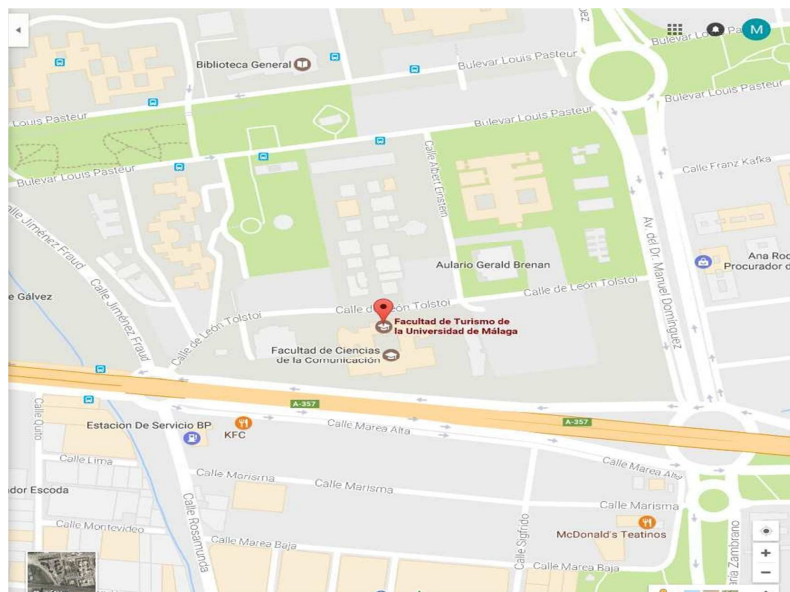 Bulevar Louis Pasteur
M
Biblioteca General
Bulevar Louis Pasteur
Bulevar Louis Pasteur
Louis Pasteur
Bulevar Louis Pasteur
Calle Albert Einstein
Calle Franz Kafka
Bulevar Louis Pasteur
Calle Jiménez Fraud
Av. del Dr. Manuel Domínguez
Aulario Gerald Brenan
Ana Rod
Procurador d
e Gálvez
Calle Jiménez Fraud
Calle de León Tolstoi
Calle de León Tolstoi
Calle de León Tolstoi
Facultad de Turismo de
la Universidad de Málaga
Facultad de Ciencias
de la Comunicación
A-357
A-357
Calle Quito
Estacion De Servicio BP
KFC
Calle Marea Alta
Calle Lima
Calle Marea Alta
Calle Marisma
Calle Marisma
Calle Marisma
ador Escoda
Calle Rosamunda
Calle Sigfrido
Calle Montevideo
McDonald's Teatinos
Calle Marea Baja
Calle Marea Baja
ría Zambrano